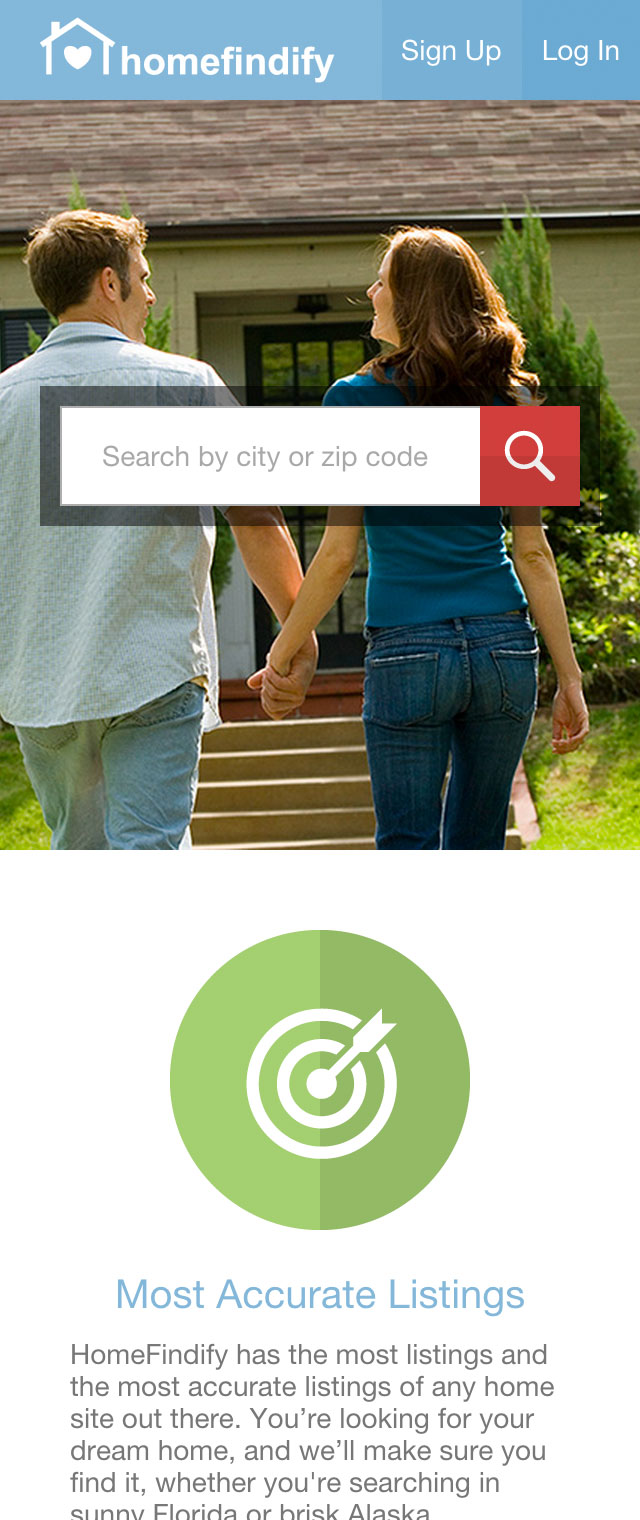 homefindify
Sign Up
Log In
Search by city or zip code
Most Accurate Listings
HomeFindify has the most listings and
the most accurate listings of any home
site out there. You’re looking for your
dream home, and we’ll make sure you
find it, whether you're searching in
sunny Florida or brisk Alaska